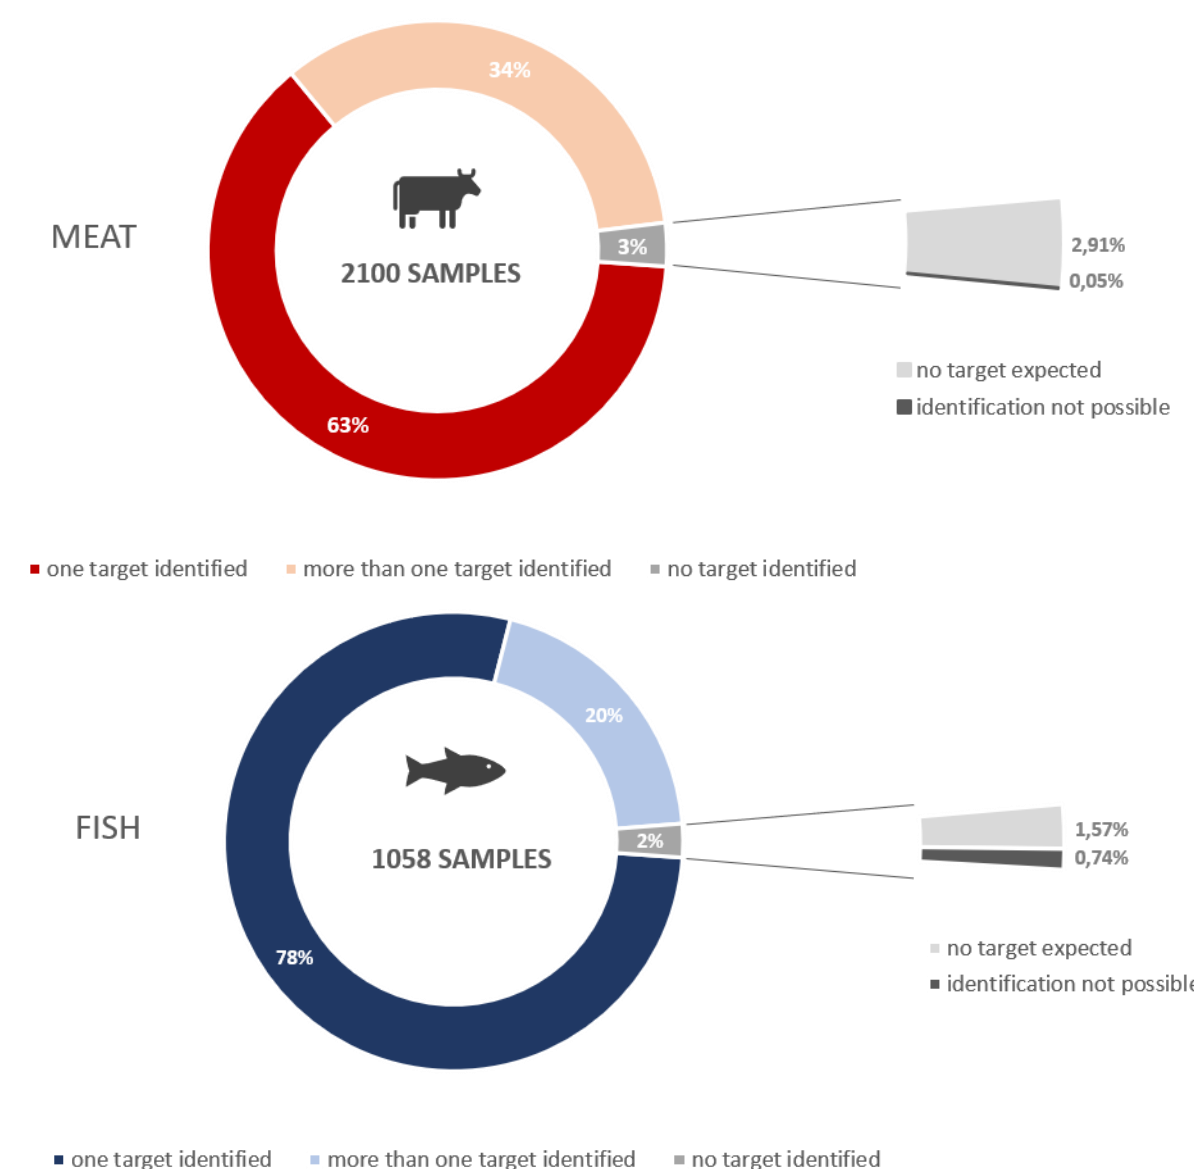 34%
MEAT
3%
2100 SAMPLES
2,91%
0,05%
no target expected
identification not possible
63%
one target identified more than one target identified no target identified
20%
FISH
2%
1058 SAMPLES
1,57%
0,74%
78%
no target expected
identification not possible
one target identified more than one target identified no target identified